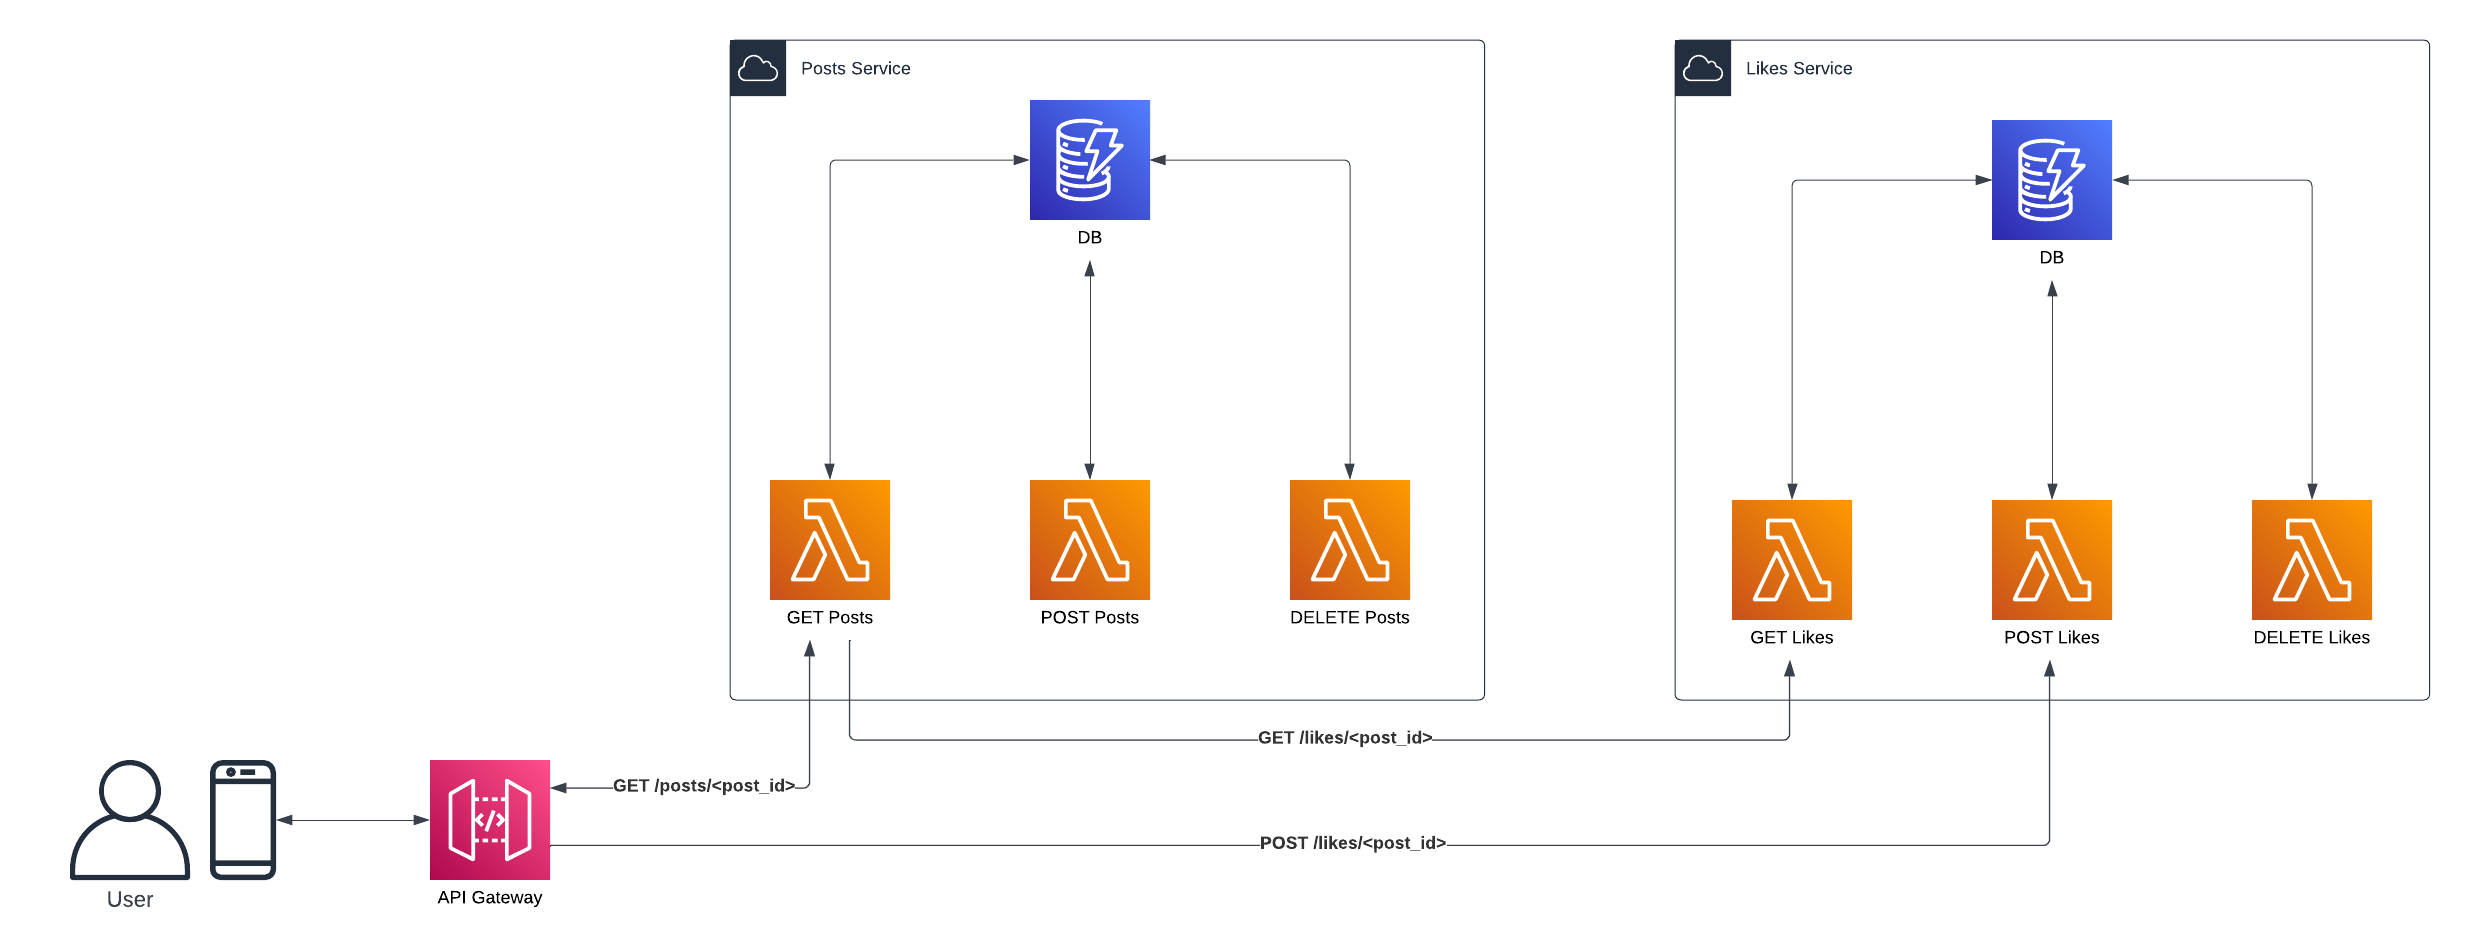 Posts Service
Likes Service
DB
DB
GET Posts
POST Posts
DELETE Posts
GET Likes
POST Likes
DELETE Likes
GET /likes/<post_id>
GET /posts/<post_id>
POST /likes/<post_id>
User
API Gateway